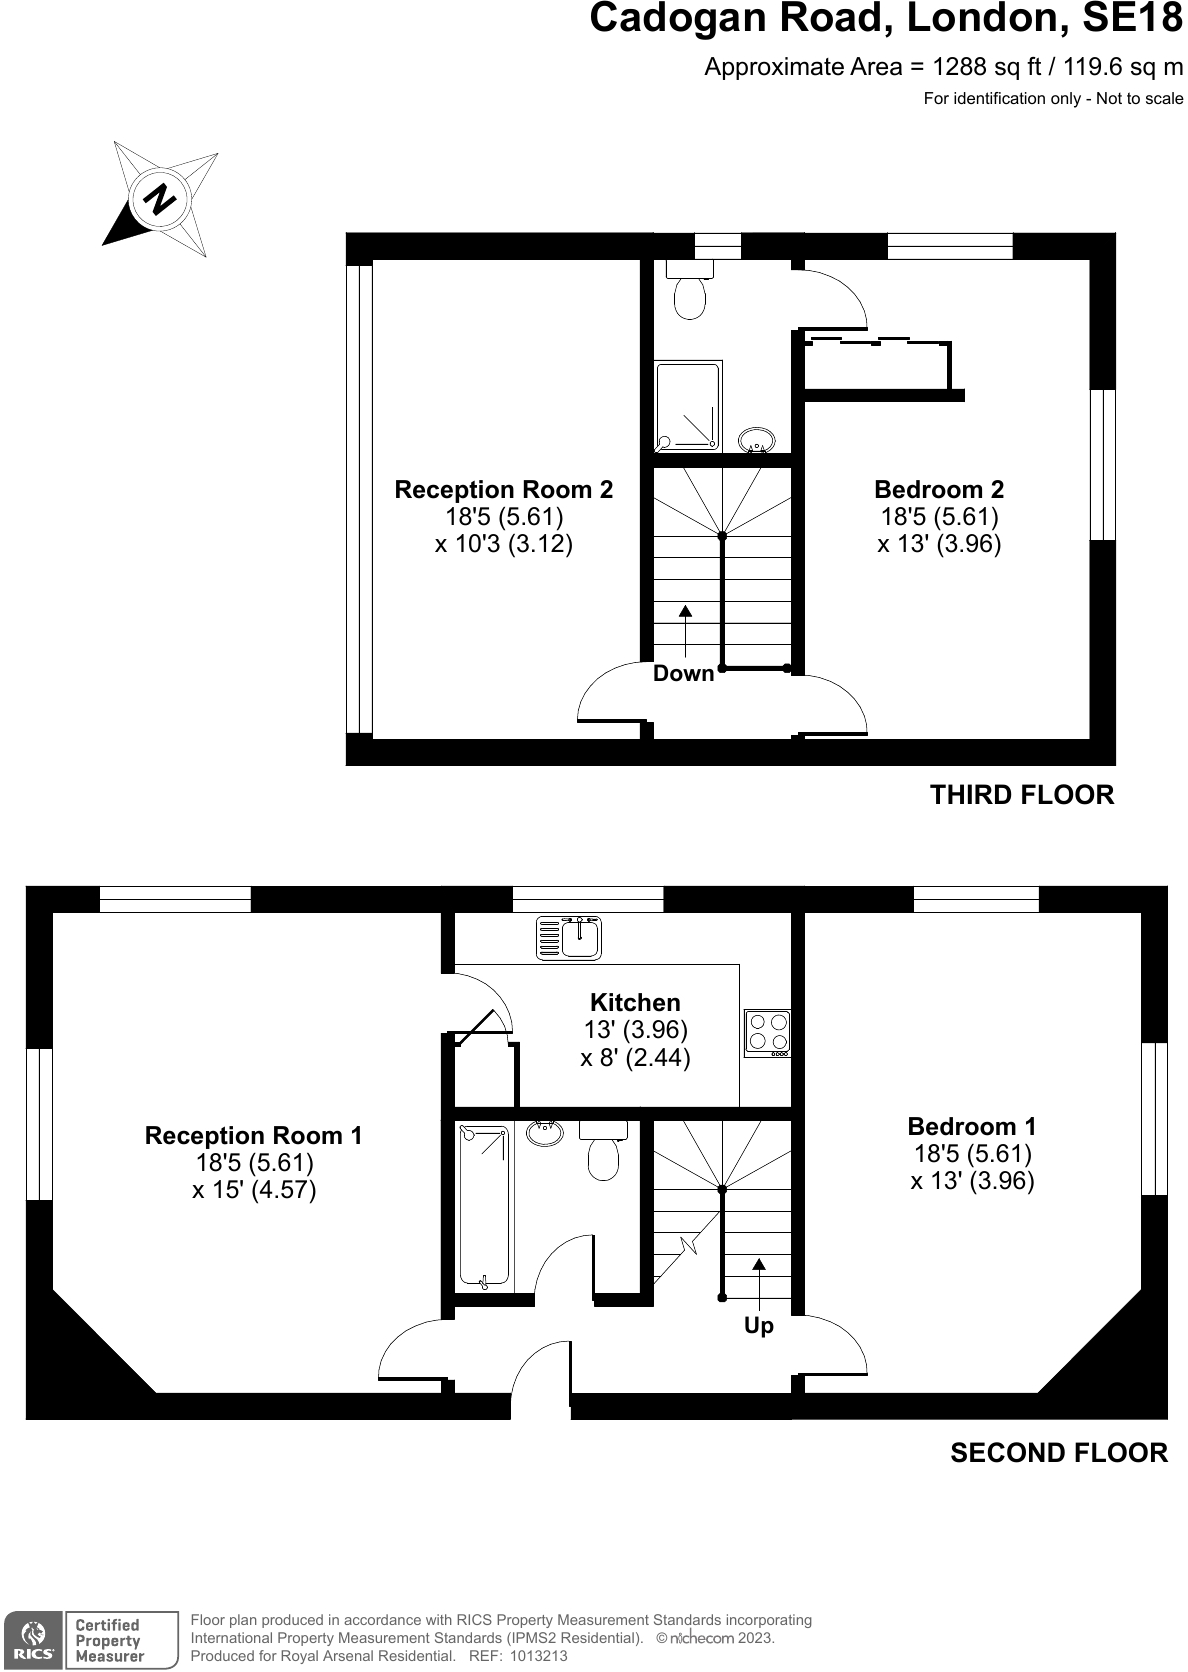 Cadogan Road, London, SE18
Approximate Area = 1288 sq ft / 119.6 sq m
For identification only - Not to scale
N
Reception Room 2
18'5 (5.61)
x 10'3 (3.12)
Bedroom 2
18'5 (5.61)
x 13' (3.96)
Down
THIRD FLOOR
Kitchen
13' (3.96)
x 8' (2.44)
Reception Room 1
18'5 (5.61)
x 15' (4.57)
Bedroom 1
18'5 (5.61)
x 13' (3.96)
Up
SECOND FLOOR
RICS
Certified
Property
Measurer
Floor plan produced in accordance with RICS Property Measurement Standards incorporating
International Property Measurement Standards (IPMS2 Residential). © nichecom 2023.
Produced for Royal Arsenal Residential. REF: 1013213